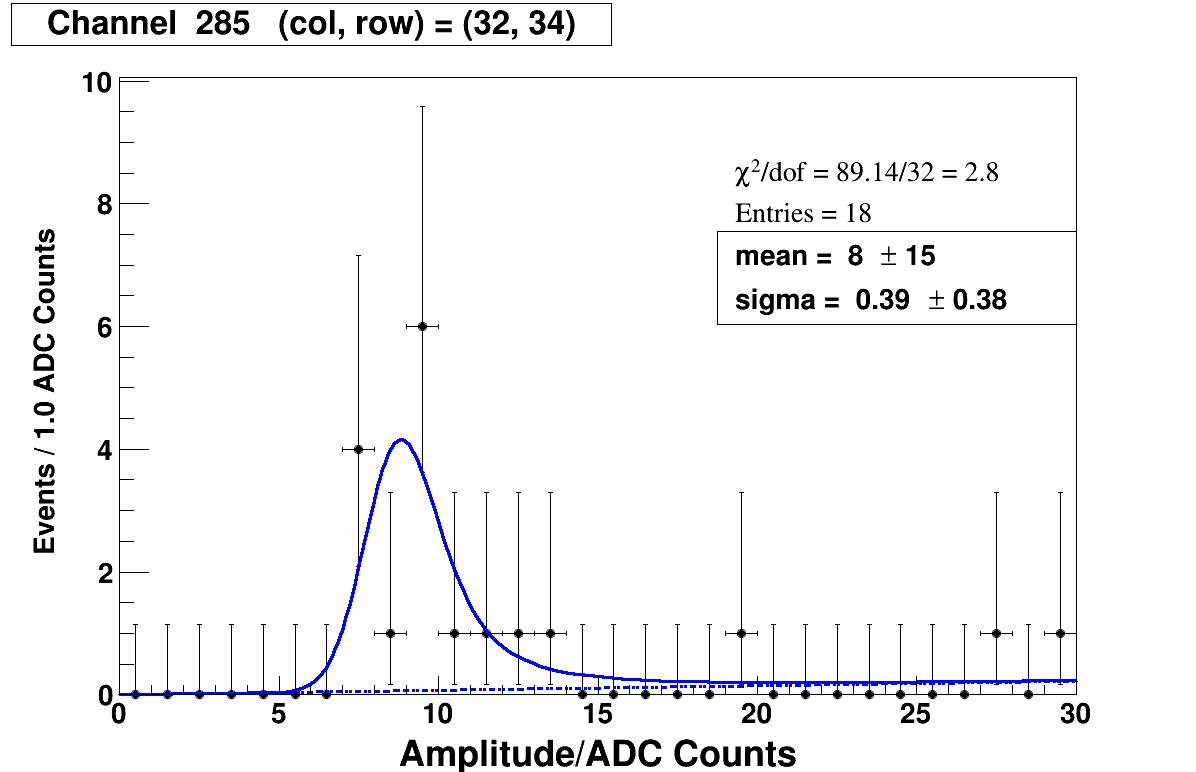 Channel 285 (col, row) = (32, 34)
Events / 1.0 ADC Counts
10
8
6
4
2
0
χ²/dof = 89.14/32 = 2.8
Entries = 18
mean = 8 ± 15
sigma = 0.39 ± 0.38
0 5 10 15 20 25 30
Amplitude/ADC Counts